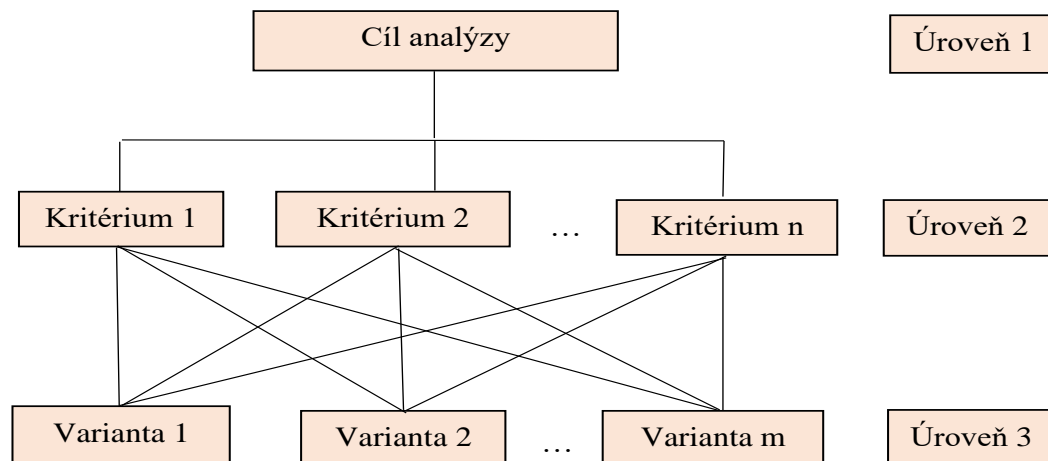 Cíl analýzy
Úroveň 1
Kritérium 1
Kritérium 2
…
Kritérium n
Úroveň 2
Varianta 1
Varianta 2
…
Varianta m
Úroveň 3